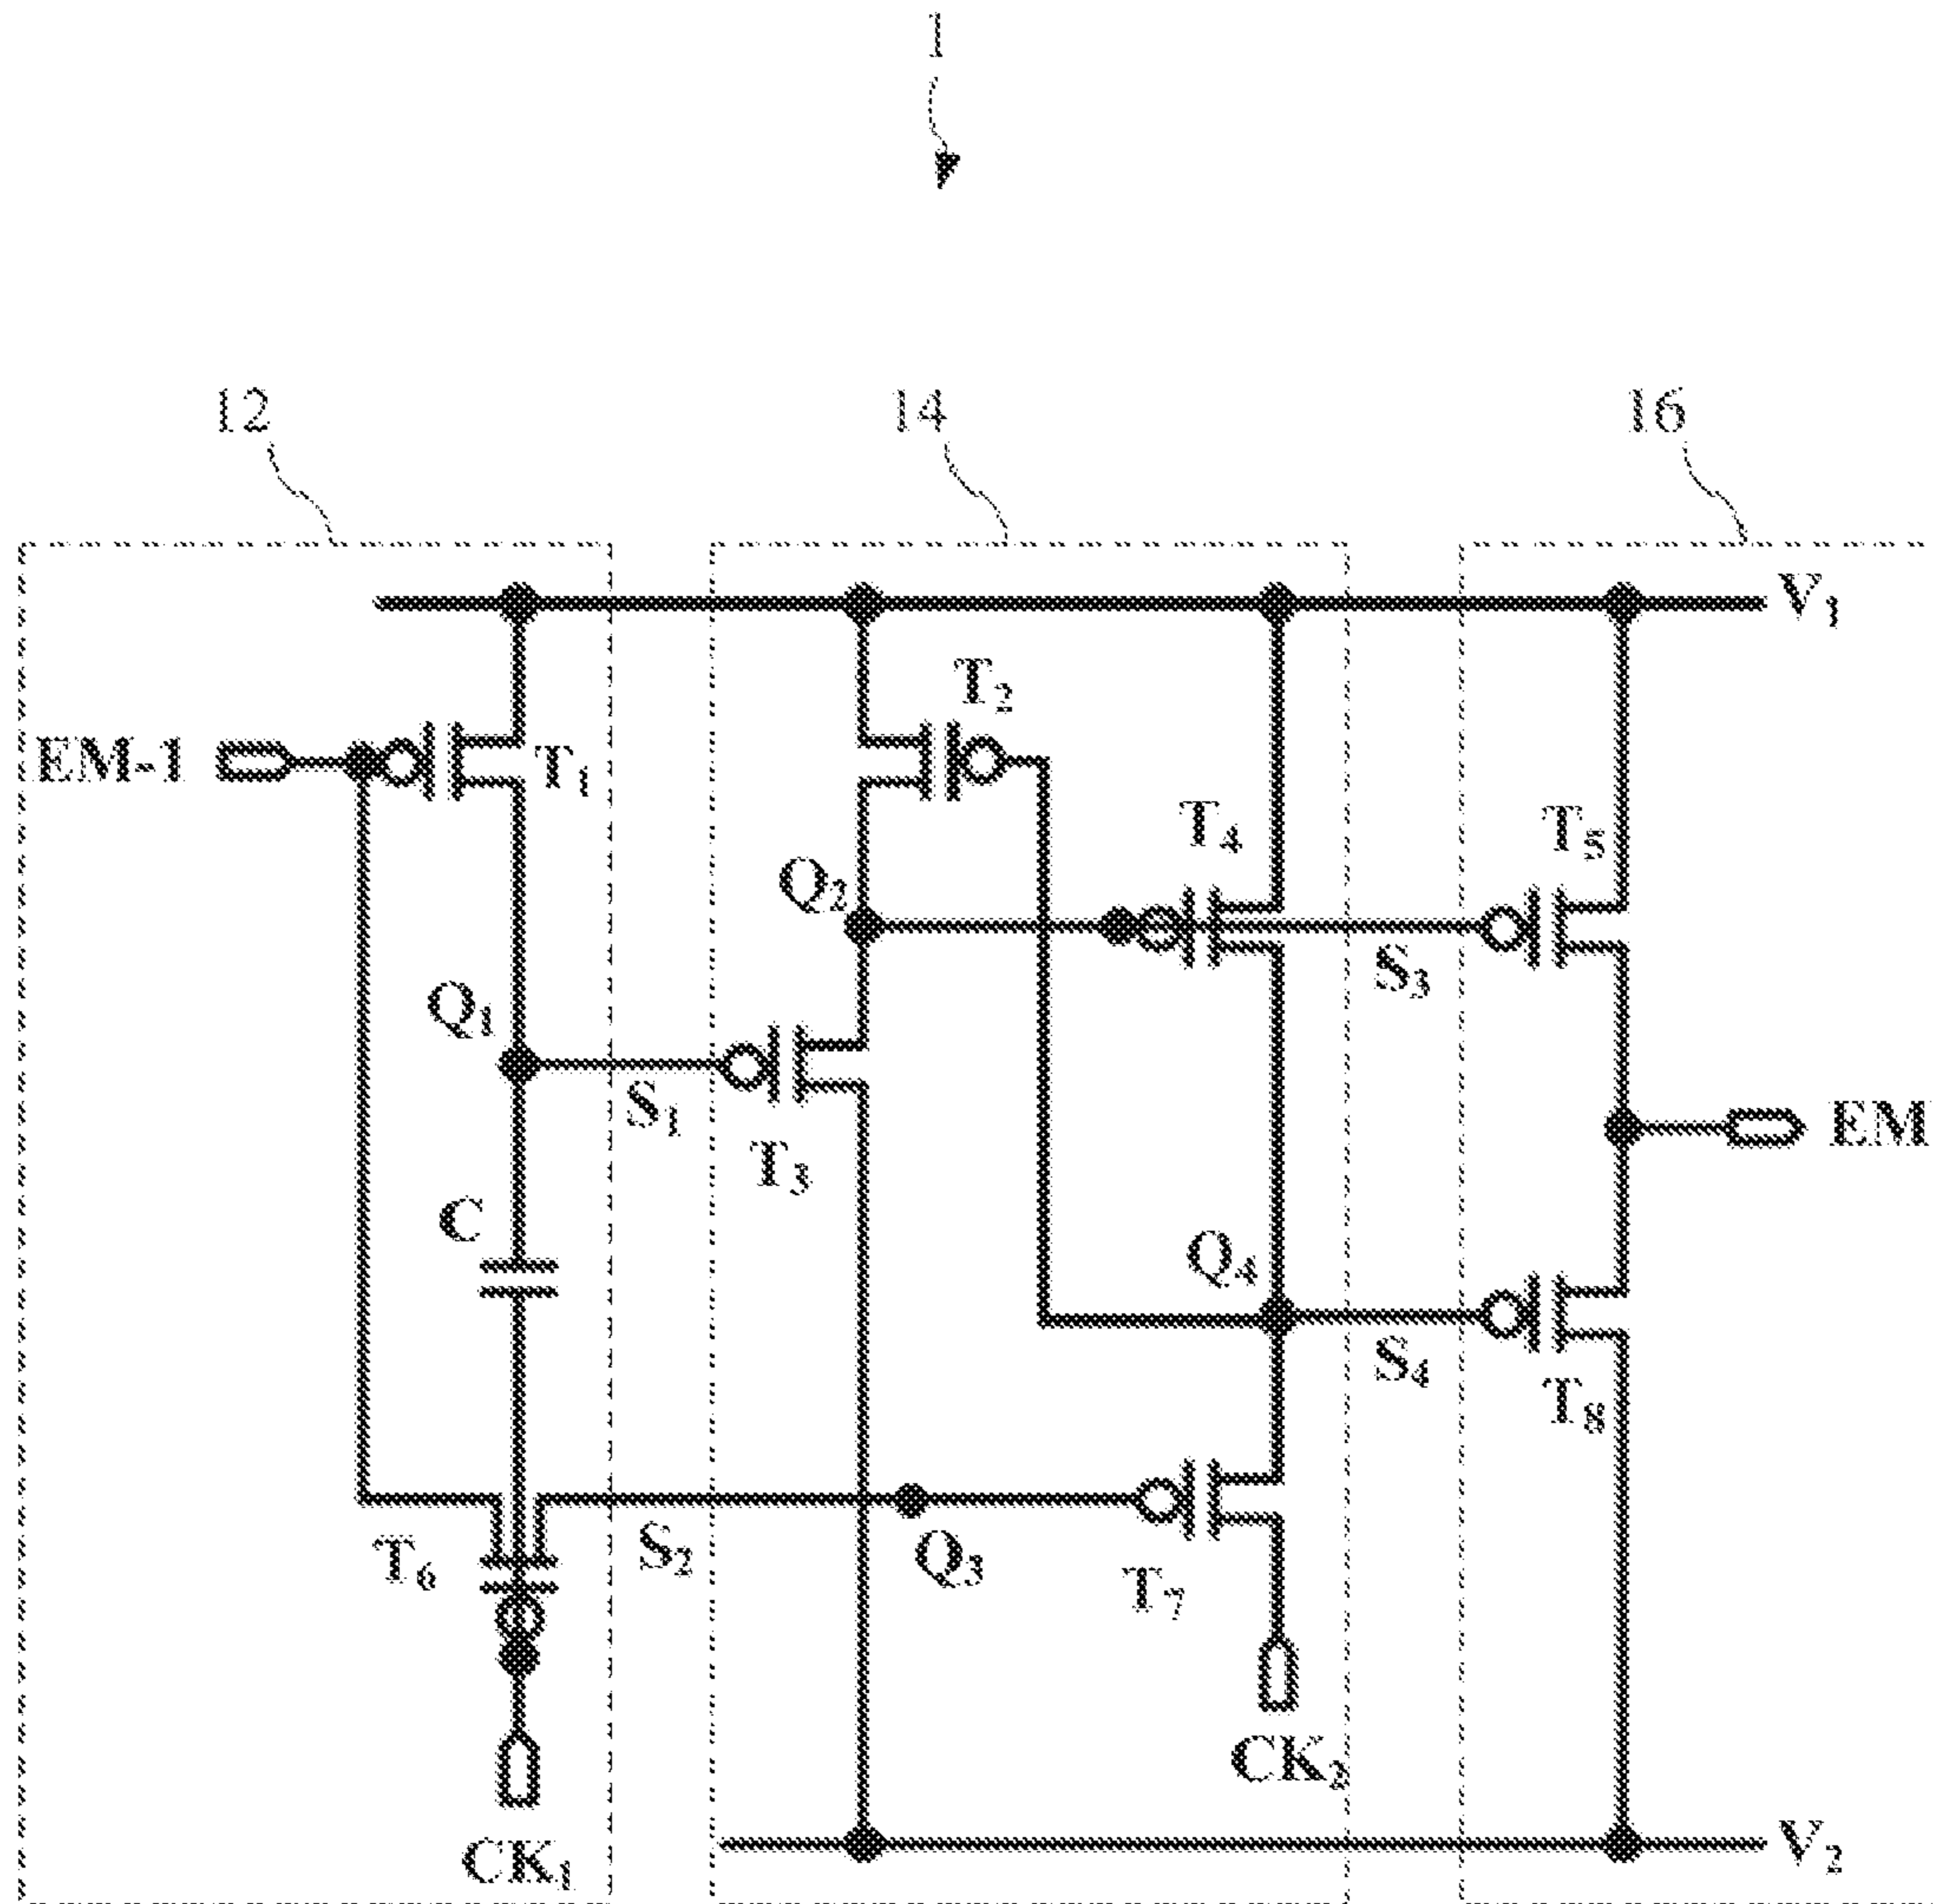 1
12
14
16
V₁
T₂
EM-1
T₁
T₄
T₅
Q₂
S₃
Q₁
S₁
T₃
EM
C
Q₄
S₄
T₈
T₆
S₂
Q₃
T₇
CK₂
CK₁
V₂